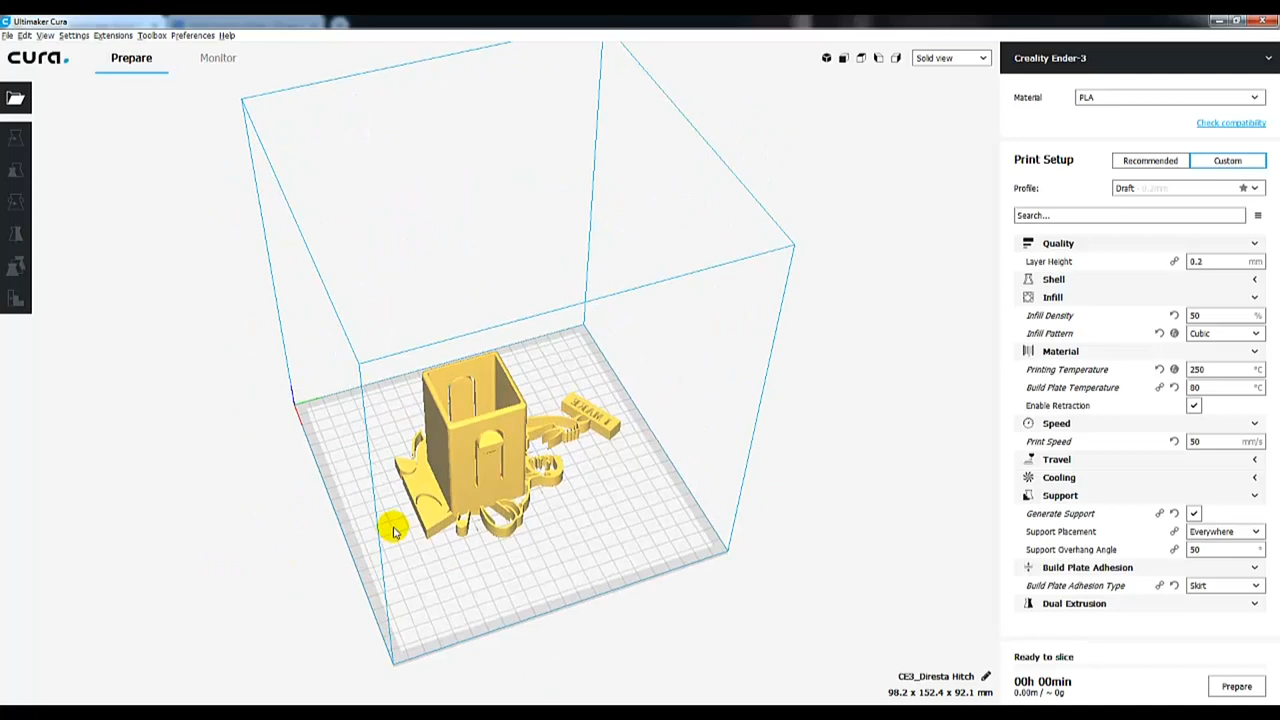 Ultimaker Cura
File Edit View Settings Extensions Toolbox Preferences Help
cura. Prepare Monitor
Solid view
Creality Ender-3
Material PLA
Check compatibility
Print Setup Recommended Custom
Profile: Draft - 0.2mm
Search...
Quality
Layer Height 0.2 mm
Shell
Infill
Infill Density 50 %
Infill Pattern Cubic
Material
Printing Temperature 250 °C
Build Plate Temperature 80 °C
Enable Retraction
Speed
Print Speed 50 mm/s
Travel
Cooling
Support
Generate Support
Support Placement Everywhere
Support Overhang Angle 50 °
Build Plate Adhesion
Build Plate Adhesion Type Skirt
Dual Extrusion
Ready to slice
CE3_Diresta Hitch
98.2 x 152.4 x 92.1 mm
00h 00min
0.00m / ~ 0g
Prepare